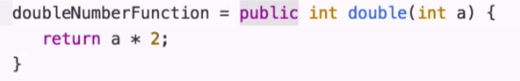 doubleNumberFunction = public int double(int a) {
return a * 2;
}